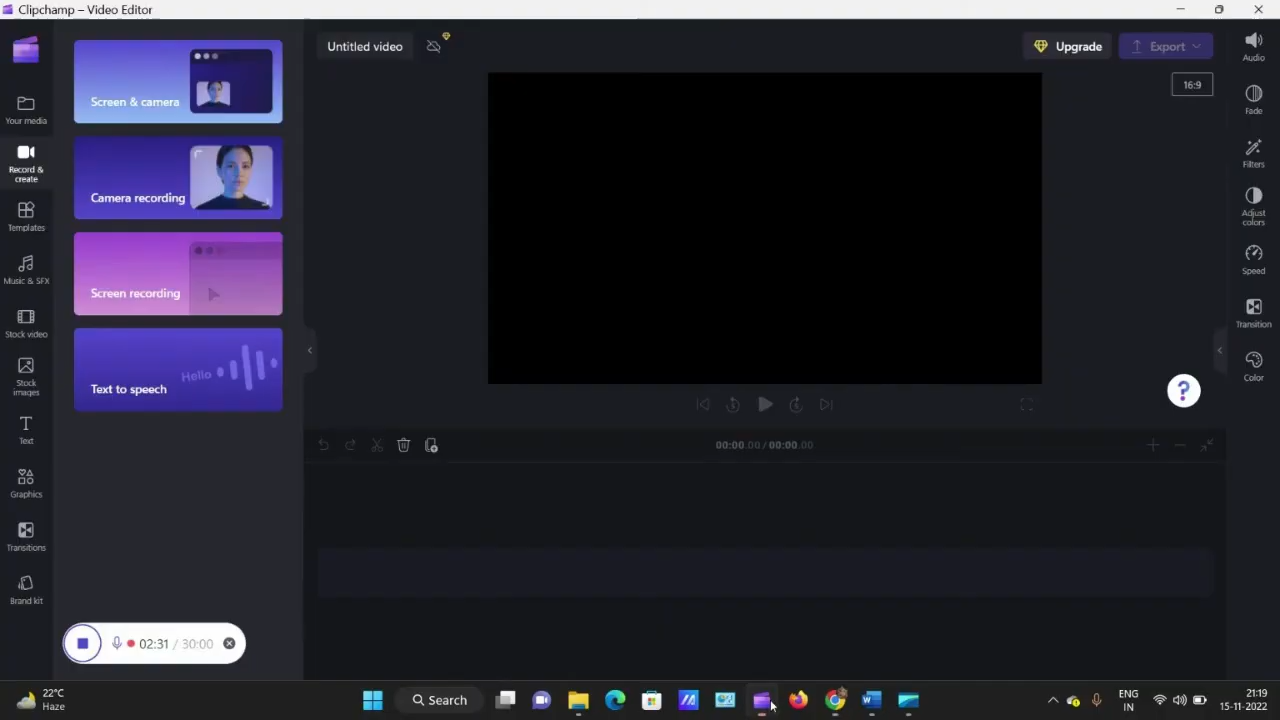 Clipchamp – Video Editor
Untitled video
Upgrade
Export
16:9
Your media
Record &
create
Templates
Music & SFX
Stock video
Stock
images
Text
Graphics
Transitions
Brand kit
Screen & camera
Camera recording
Screen recording
Hello
Text to speech
Audio
Fade
Filters
Adjust
colors
Speed
Transition
Color
?
00:00.00 / 00:00.00
02:31 / 30:00
22°C
Haze
Search
ENG
IN
21:19
15-11-2022